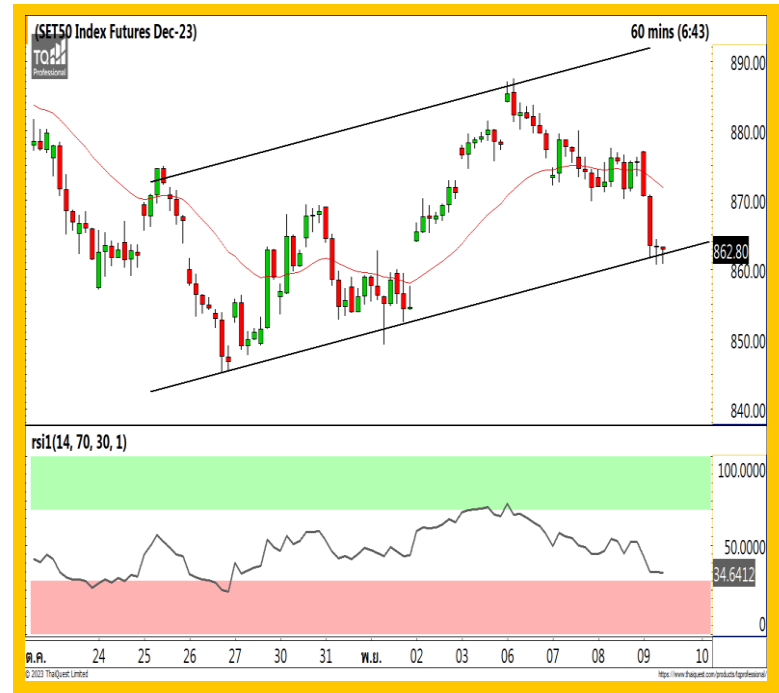 (SET50 Index Futures Dec-23)
60 mins (6:43)
TQ
Professional
890.00
880.00
870.00
862.80
860.00
850.00
840.00
rsi1(14, 70, 30, 1)
100.0000
50.0000
34.6412
0
ต.ค. 24 25 26 27 30 31 พ.ย. 02 03 06 07 08 09 10
© 2023 ThaiQuest Limited
https://www.thaiquest.com/products/tqprofessional/